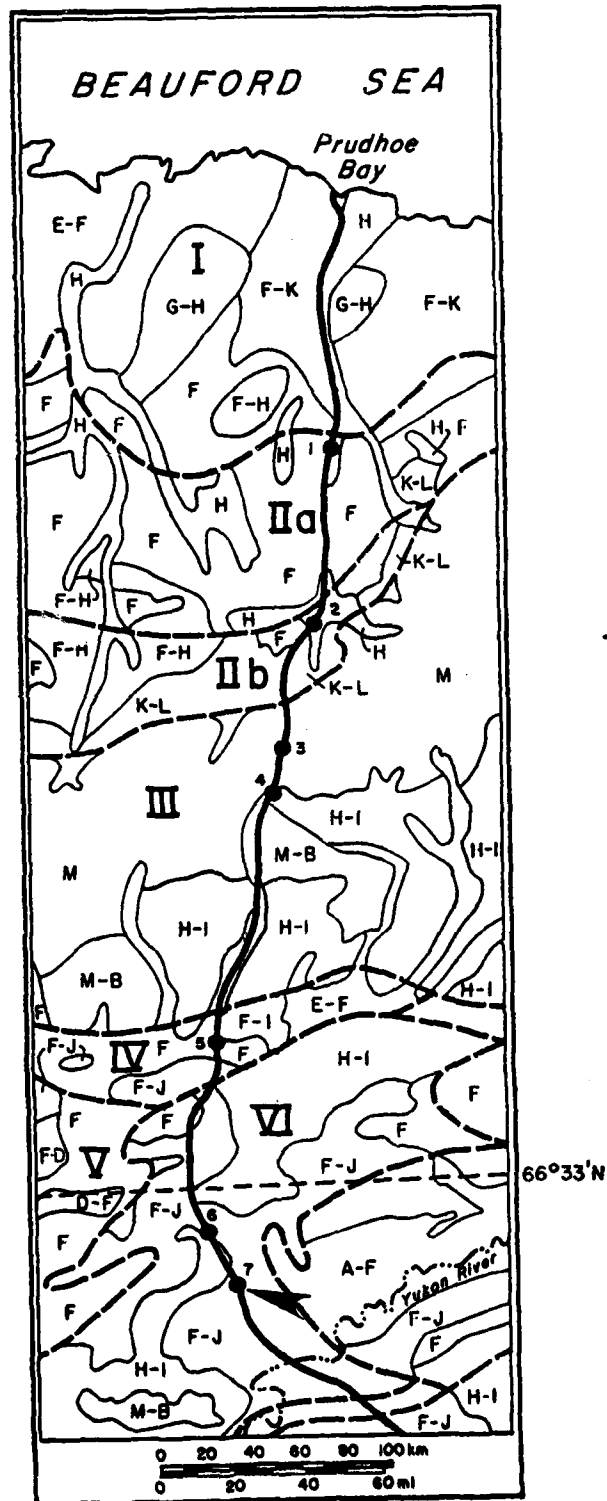 BEAUFORD SEA
Prudhoe
Bay
E-F
H
I
H
G-H
F-K
G-H
F-K
F
F
F-H
F
H
F
H
1
H
F
K-L
H
IIa
F
F
F
K-L
F-H
F
H
F
2
F-H
F-H
IIb
K-L
H
M
F
K-L
3
III
4
H-I
M-B
H-I
M
H-I
H-I
M-B
H-I
F
E-F
F-I
F-J
IV
F
5
F
H-I
F-J
F
F
F
VI
F
F-D
V
F-J
66°33'N
D-F
F-J
F
6
A-F
7
Yukon River
F
F-J
F-J
F
H-I
H-I
M-B
F-J
0 20 40 60 80 100 km
0 20 40 60 mi